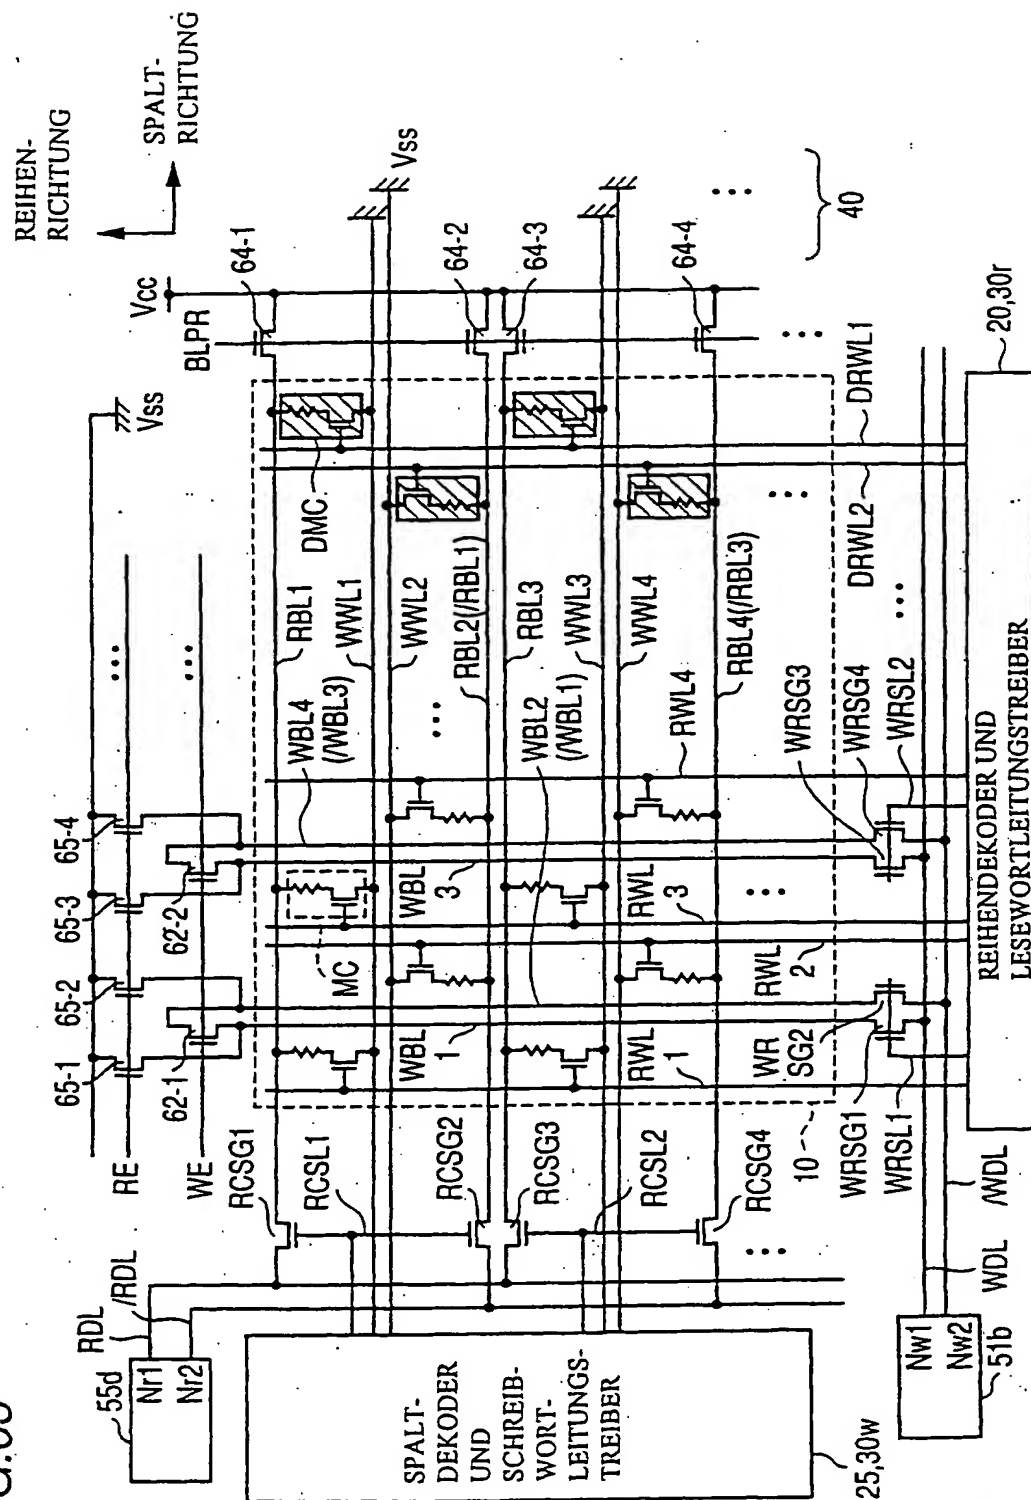 REIHEN-
RICHTUNG
SPALT-
RICHTUNG
Vcc
BLPR
64-1
64-2
64-3
64-4
Vss
40
Vss
RE
WE
65-1
65-2
65-3
65-4
62-1
62-2
...
...
DMC
RBL1
WWL1
WWL2
RBL2(/RBL1)
RBL3
WWL3
WWL4
RBL4(/RBL3)
WBL4
(/WBL3)
WBL2
(/WBL1)
...
MC
WBL
1
WBL
3
RWL
1
RWL
2
RWL
3
RWL4
DRWL1
DRWL2
...
10
WR
SG2
WRSG1
WRSL1
WRSG3
WRSG4
WRSL2
20,30r
REIHENDEKODER UND
LESEWORTLEITUNGSTREIBER
RCSG1
RCSL1
RCSG2
RCSG3
RCSL2
RCSG4
RDL
/RDL
55d
Nr1
Nr2
SPALT-
DEKODER
UND
SCHREIB-
WORT-
LEITUNGS-
TREIBER
25,30w
WDL
/WDL
Nw1
Nw2
51b